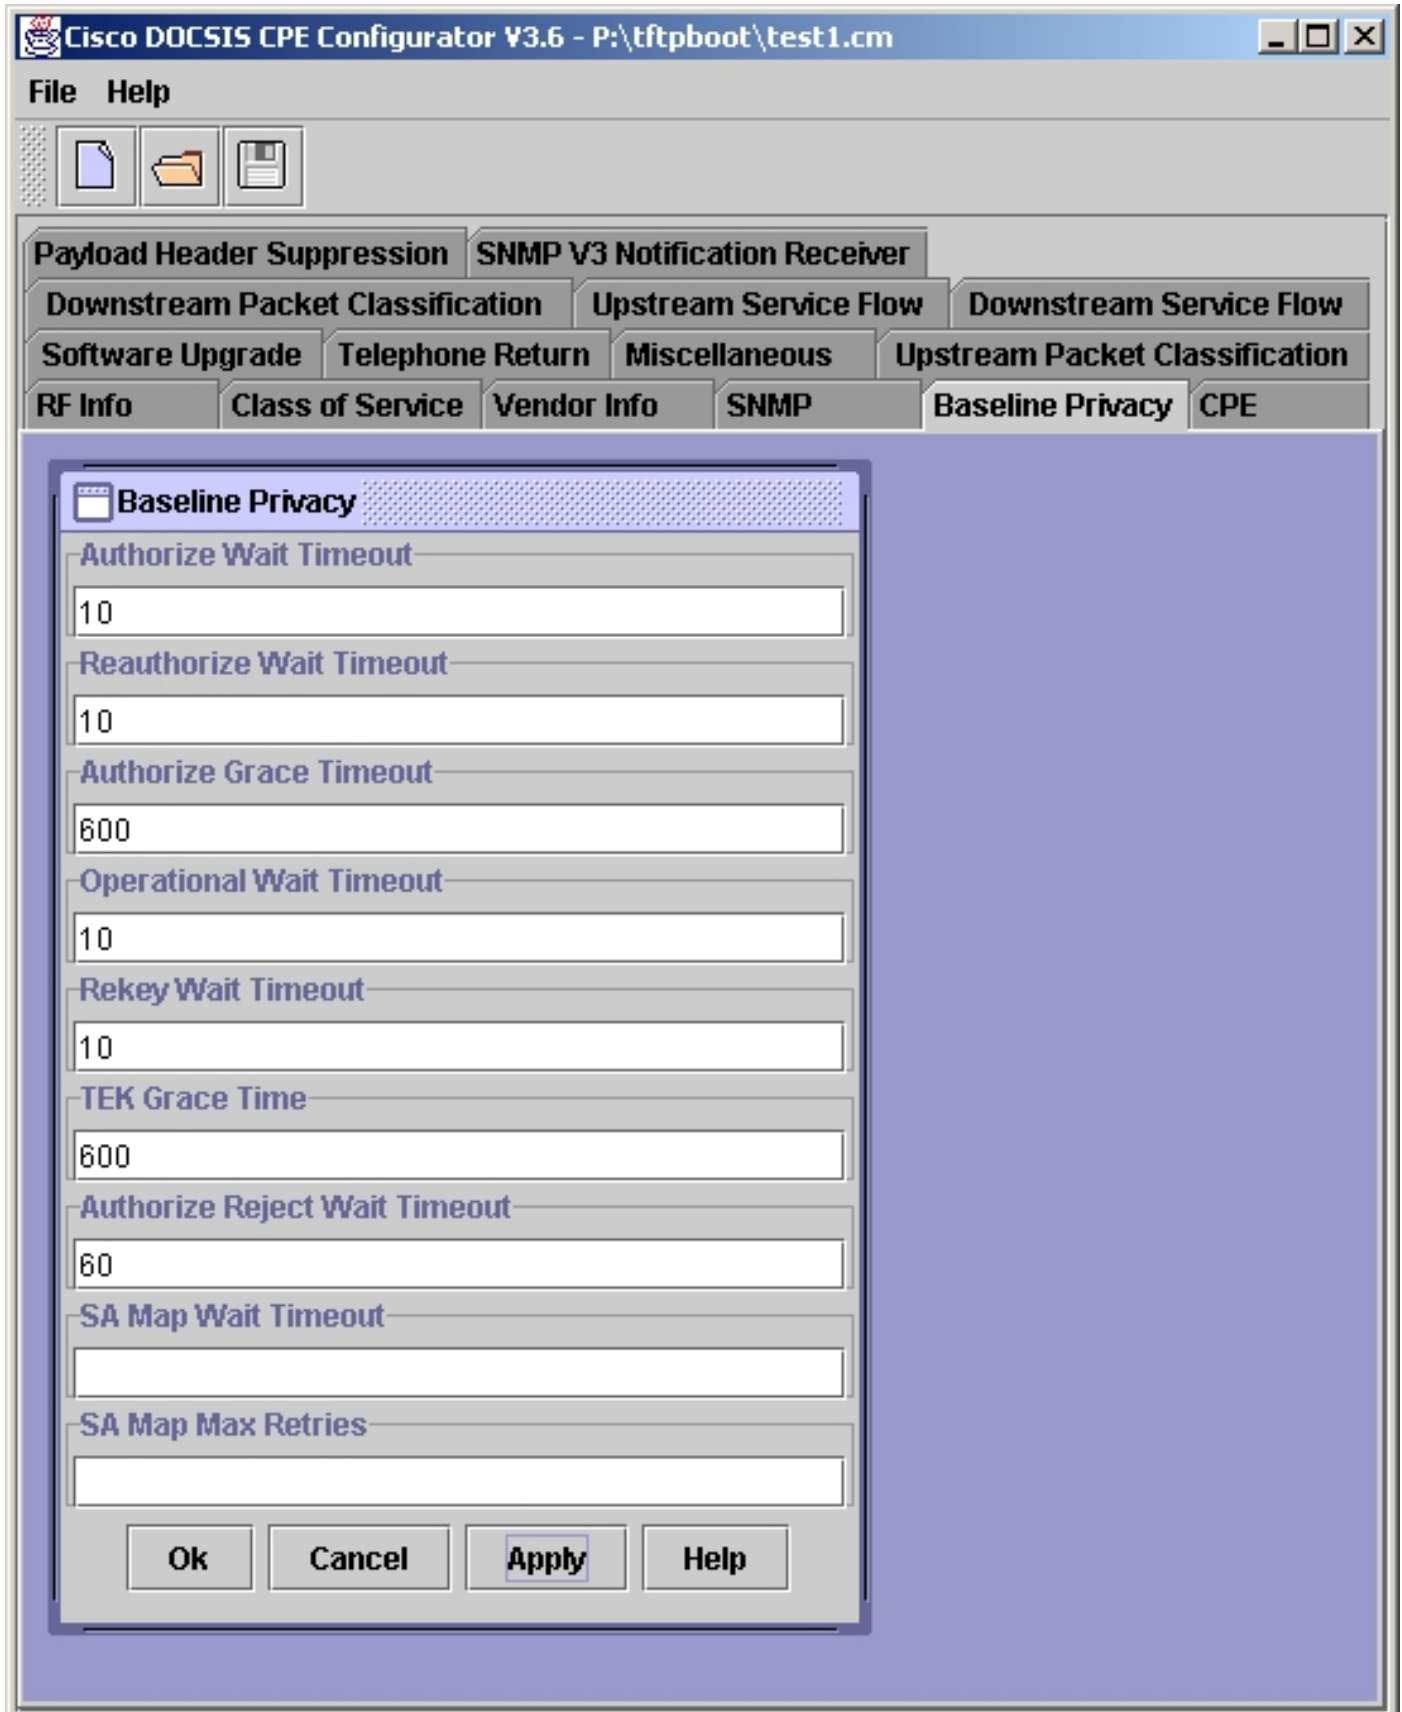 Cisco DOCSIS CPE Configurator V3.6 - P:\tftpboot\test1.cm
File Help
Payload Header Suppression SNMP V3 Notification Receiver
Downstream Packet Classification Upstream Service Flow Downstream Service Flow
Software Upgrade Telephone Return Miscellaneous Upstream Packet Classification
RF Info Class of Service Vendor Info SNMP Baseline Privacy CPE
Baseline Privacy
Authorize Wait Timeout
10
Reauthorize Wait Timeout
10
Authorize Grace Timeout
600
Operational Wait Timeout
10
Rekey Wait Timeout
10
TEK Grace Time
600
Authorize Reject Wait Timeout
60
SA Map Wait Timeout
SA Map Max Retries
Ok Cancel Apply Help